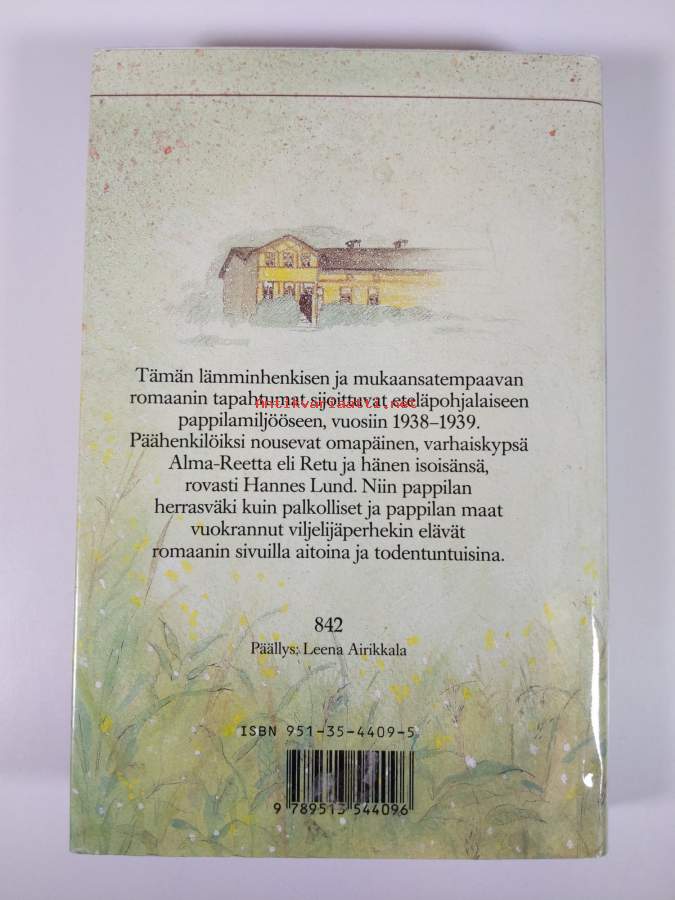 Tämän lämminhenkisen ja mukaansatempaavan
romaanin tapahtumat sijoittuvat eteläpohjalaiseen
antikvariaatti.net
pappilamiljööseen, vuosiin 1938–1939.
Päähenkilöiksi nousevat omapäinen, varhaiskypsä
Alma-Reetta eli Retu ja hänen isoisänsä,
rovasti Hannes Lund. Niin pappilan
herrasväki kuin palkolliset ja pappilan maat
vuokrannut viljelijäperhekin elävät
romaanin sivuilla aitoina ja todentuntuisina.
842
Päällys: Leena Airikkala
ISBN 951-35-4409-5
9 789513 544096